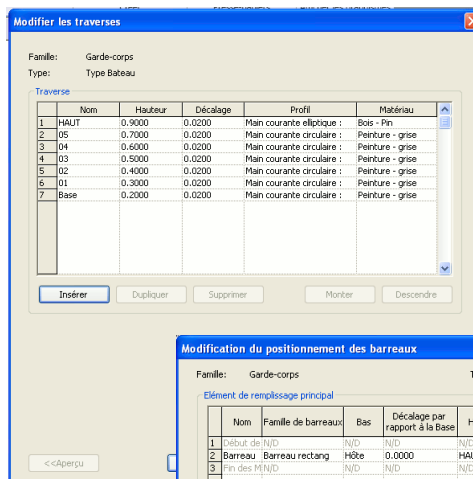 Modifier les traverses
Famille: Garde-corps
Type: Type Bateau
Traverse
Nom Hauteur Décalage Profil Matériau
1 HAUT 0.9000 0.0200 Main courante elliptique : Bois - Pin
2 05 0.7000 0.0200 Main courante circulaire : Peinture - grise
3 04 0.6000 0.0200 Main courante circulaire : Peinture - grise
4 03 0.5000 0.0200 Main courante circulaire : Peinture - grise
5 02 0.4000 0.0200 Main courante circulaire : Peinture - grise
6 01 0.3000 0.0200 Main courante circulaire : Peinture - grise
7 Base 0.2000 0.0200 Main courante circulaire : Peinture - grise
Insérer Dupliquer Supprimer Monter Descendre
Modification du positionnement des barreaux
Famille: Garde-corps
Elément de remplissage principal
Nom Famille de barreaux Bas Décalage par
rapport à la Base
1 Début de N/D N/D N/D N/D
2 Barreau Barreau rectang Hôte 0.0000 HAU
<<Aperçu
3 Fin des M N/D N/D N/D N/D